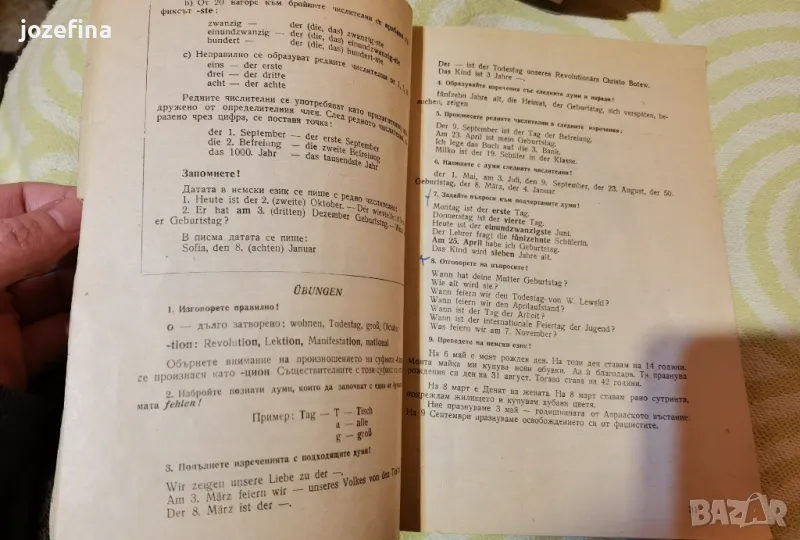 jozefina
b) От 20 нагоре към бройните числителни се прибавя
фиксът -ste:
zwanzig — der (die, das) zwanzig-ste
einundzwanzig — der (die, das) einundzwanzig-ste
hundert — der (die, das) hundert-ste
c) Неправилно се образуват редните числителни от 1, 3, 8
eins — der erste
drei — der dritte
acht — der achte
Редните числителни се употребяват като прилагателни,
дружено от определителния член. След редното числително,
разено чрез цифра, се поставя точка:
der 1. September — der erste September
die 2. Befreiung — die zweite Befreiung
das 1000. Jahr — das tausendste Jahr
Запомнете!
Датата в немски език се пише с редно числително
1. Heute ist der 2. (zweite) Oktober. — Der wievielte
2. Er hat am 3. (dritten) Dezember Geburtstag. —
er Geburtstag?
В писма датата се пише:
Sofia, den 8. (achten) Januar
ÜBUNGEN
1. Изговорете правилно!
o — дълго затворено: wohnen, Todestag, groß, Oktober
-tion: Revolution, Lektion, Manifestation, national
Обърнете внимание на произношението на суфикс
се произнася като -цион. Съществителните с този суфикс
2. Избройте познати думи, които да започват с
мата fehlen!
Пример: Tag — T — Tisch
a — alle
g — groß
3. Попълнете изреченията с подходящите думи!
Wir zeigen unsere Liebe zu der —.
Am 3. März feiern wir — unseres Volkes von den
Der 8. März ist der —.
Der — ist der Todestag unseres Revolutionärs Christo Botew.
Das Kind ist 3 Jahre —.
4. Образувайте изречения със следните думи и изрази!
fünfzehn Jahre alt, die Heimat, der Geburtstag, sich verspäten, be-
suchen, zeigen
5. Произнесете редните числителни в следните изречения:
Der 9. September ist der Tag der Befreiung.
Am 23. April ist mein Geburtstag.
Ich lege das Buch auf die 3. Bank.
Milko ist der 19. Schüler in der Klasse.
6. Напишете с думи следните числителни!
der 1. Mai, am 3. Juli, den 9. September, der 23. August, der 50.
Geburtstag, der 8. März, der 4. Januar
7. Задайте въпроси към подчертаните думи!
Montag ist der erste Tag.
Donnerstag ist der vierte Tag.
Heute ist der einundzwanzigste Juni.
Der Lehrer fragt die fünfzehnte Schülerin.
Am 25. April habe ich Geburtstag.
Das Kind wird sieben Jahre alt.
8. Отговорете на въпросите!
Wann hat deine Mutter Geburtstag?
Wie alt wird sie?
Wann feiern wir den Todestag von W. Lewski?
Wann feiern wir den Aprilaufstand?
Wann ist der Tag der Arbeit?
Wann ist der internationale Feiertag der Jugend?
Was feiern wir am 7. November?
9. Преведете на немски език!
На 6 май е моят рожден ден. На този ден ставам на 14 години.
Моята майка ми купува нови обувки. Аз ѝ благодаря. Тя празнува
рождения си ден на 31 август. Тогава става на 42 години.
На 8 март е Денят на жената. На 8 март ставам рано сутринта,
подреждам жилището и купувам хубави цветя.
Ние празнуваме 3 май — годишнината от Априлското въстание.
На 9 Септември празнуваме освобождението си от фашистите.
BAZAR